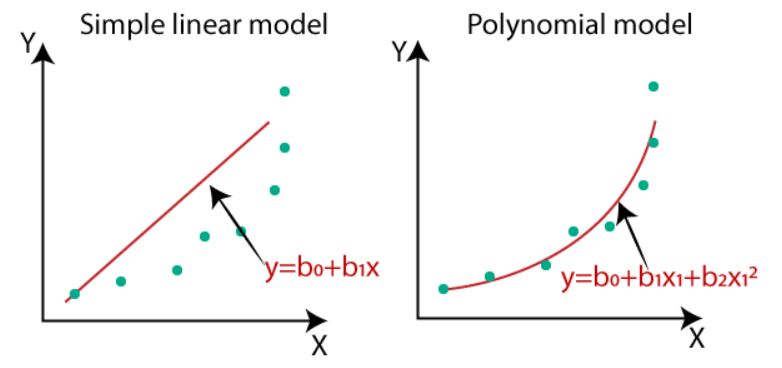 Simple linear model
Y
y=b₀+b₁x
X
Polynomial model
Y
y=b₀+b₁x₁+b₂x₁²
X